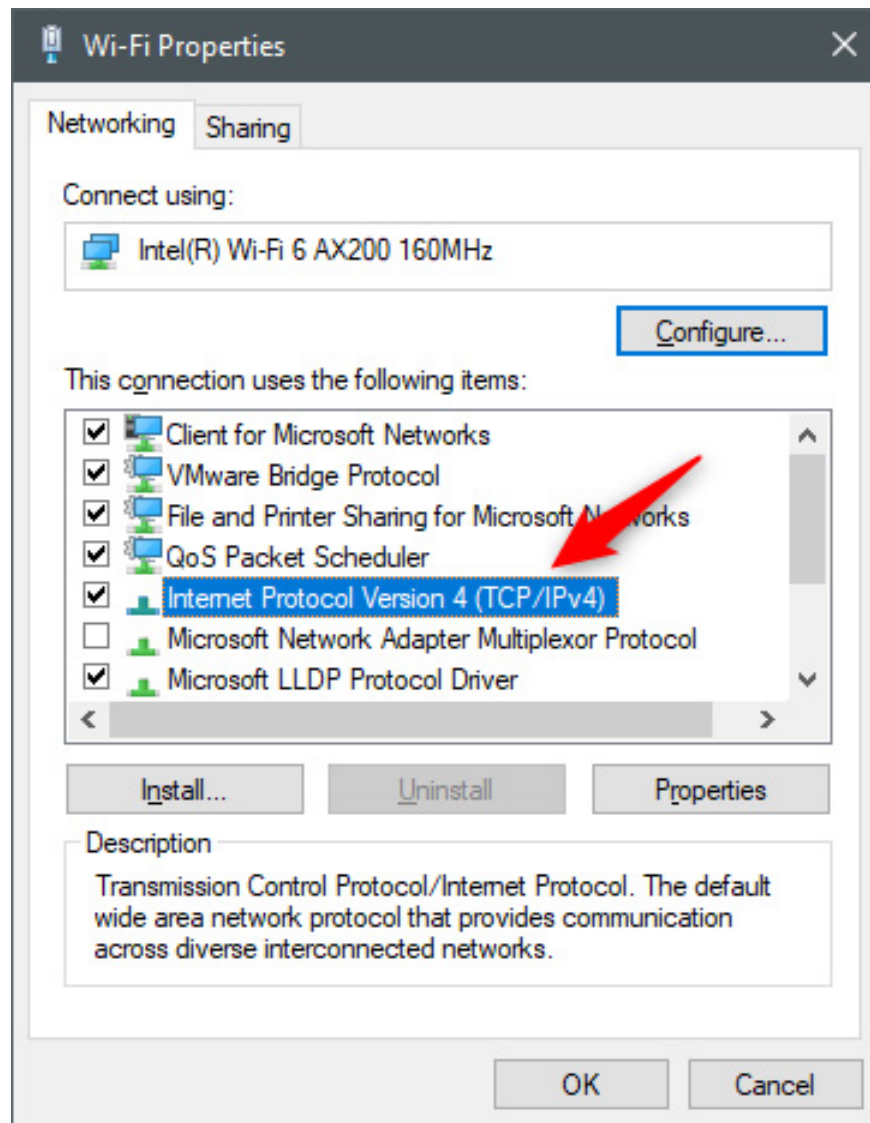 Wi-Fi Properties
Networking
Sharing
Connect using:
Intel(R) Wi-Fi 6 AX200 160MHz
Configure...
This connection uses the following items:
Client for Microsoft Networks
VMware Bridge Protocol
File and Printer Sharing for Microsoft Networks
QoS Packet Scheduler
Internet Protocol Version 4 (TCP/IPv4)
Microsoft Network Adapter Multiplexor Protocol
Microsoft LLDP Protocol Driver
Install...
Uninstall
Properties
Description
Transmission Control Protocol/Internet Protocol. The default
wide area network protocol that provides communication
across diverse interconnected networks.
OK
Cancel